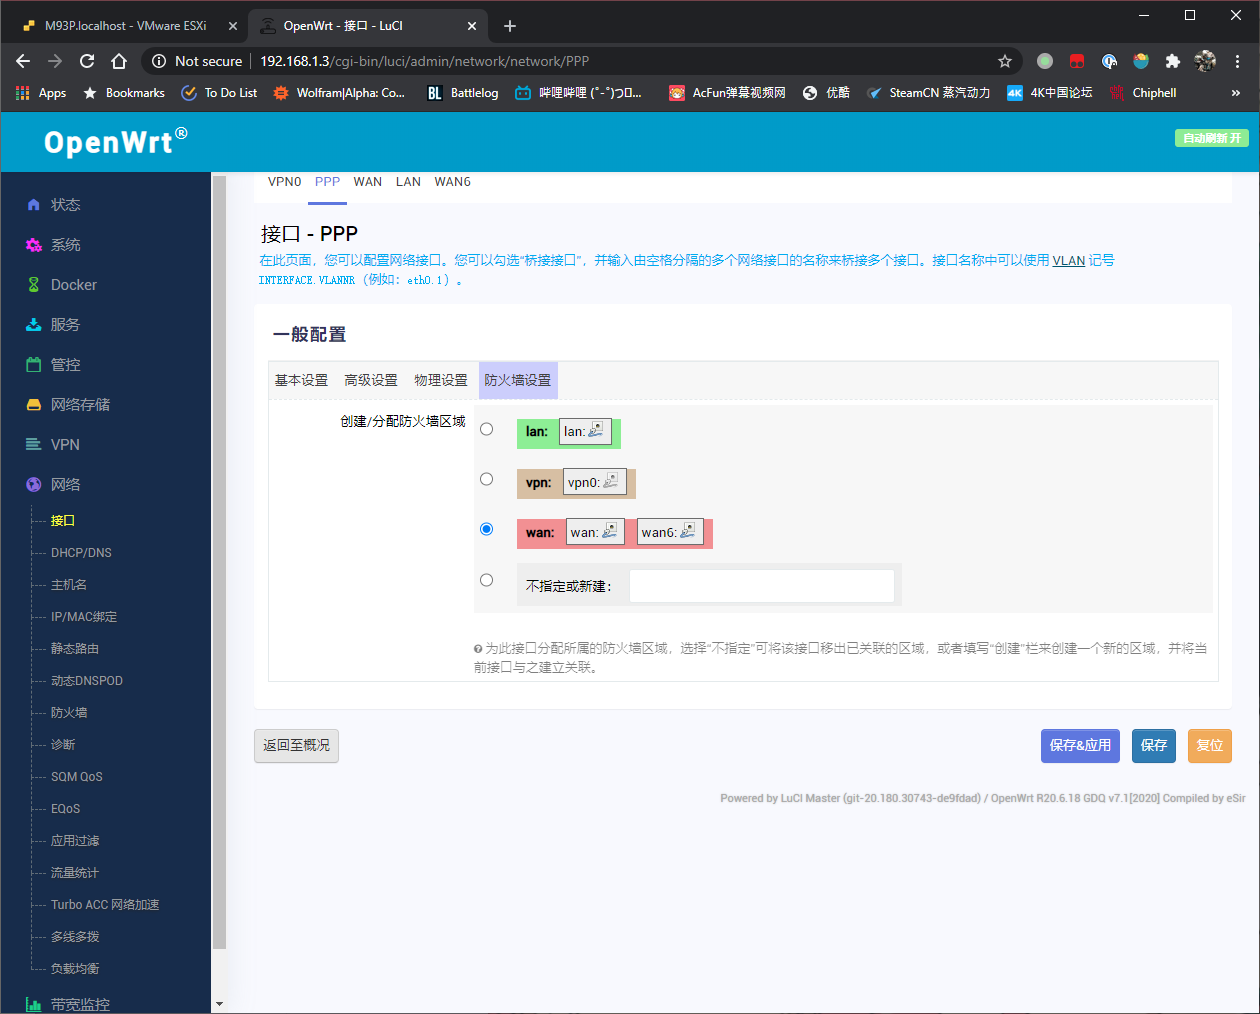 M93P.localhost - VMware ESXi
OpenWrt - 接口 - LuCI
Not secure
192.168.1.3/cgi-bin/luci/admin/network/network/PPP
Apps
Bookmarks
To Do List
Wolfram|Alpha: Co...
BL Battlelog
AcFun弹幕视频网
优酷
SteamCN 蒸汽动力
4K 4K中国论坛
Chiphell
»
OpenWrt®
自动刷新 开
VPN0 PPP WAN LAN WAN6
状态
系统
Docker
服务
管控
网络存储
VPN
网络
接口
DHCP/DNS
主机名
IP/MAC绑定
静态路由
动态DNSPOD
防火墙
诊断
SQM QoS
EQoS
应用过滤
流量统计
Turbo ACC 网络加速
多线多拨
负载均衡
带宽监控
接口 - PPP
在此页面，您可以配置网络接口。您可以勾选“桥接接口”，并输入由空格分隔的多个网络接口的名称来桥接多个接口。接口名称中可以使用 VLAN 记号
INTERFACE.VLANNR（例如：eth0.1）。
一般配置
基本设置 高级设置 物理设置 防火墙设置
创建/分配防火墙区域
lan: lan:
vpn: vpn0:
wan: wan: wan6:
不指定或新建：
为此接口分配所属的防火墙区域，选择“不指定”可将该接口移出已关联的区域，或者填写“创建”栏来创建一个新的区域，并将当
前接口与之建立关联。
返回至概况
保存&应用
保存
复位
Powered by LuCI Master (git-20.180.30743-de9fdad) / OpenWrt R20.6.18 GDQ v7.1[2020] Compiled by eSir